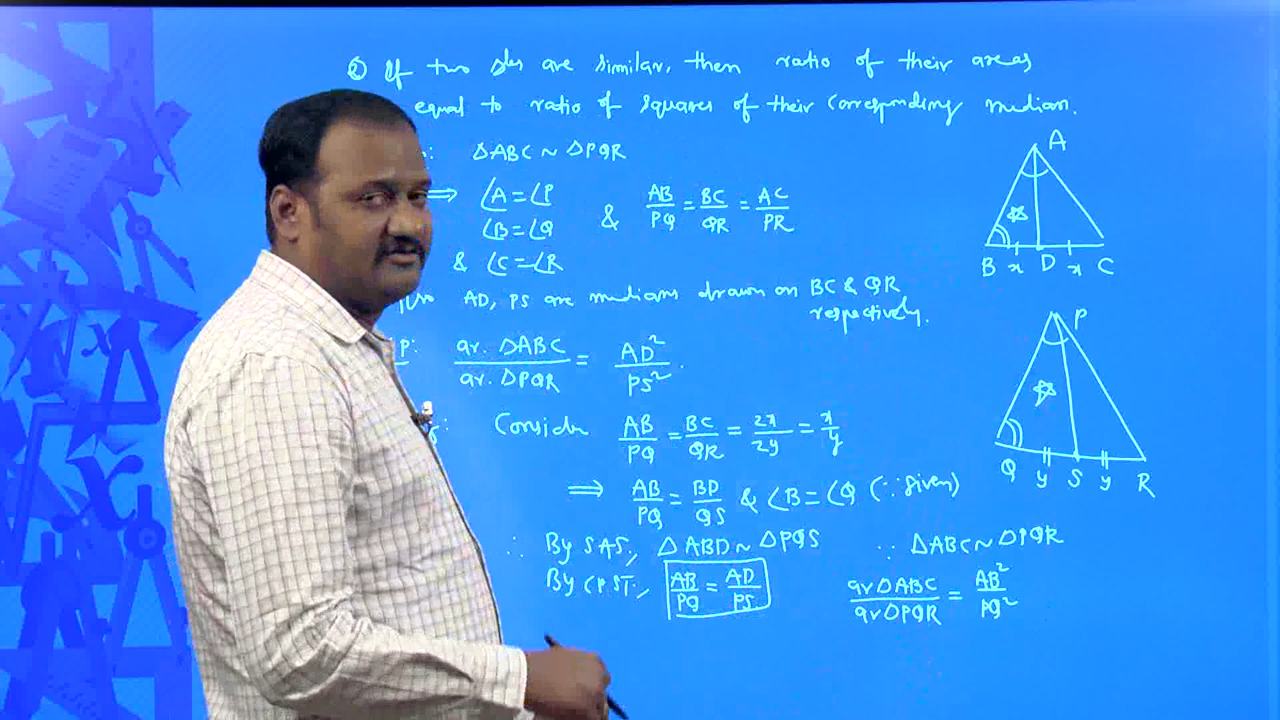 ② If two Δles are similar, then ratio of their areas
equal to ratio of squares of their corresponding median.
: ΔABC ~ ΔPQR
⟹ ∠A = ∠P
∠B = ∠Q
& ∠C = ∠R
& AB/PQ = BC/QR = AC/PR
AD, PS are medians drawn on BC & QR
respectively.
P: ar. ΔABC / ar. ΔPQR = AD²/PS².
: Consider AB/PQ = BC/QR = 2x/2y = x/y
⟹ AB/PQ = BD/QS & ∠B = ∠Q (∵ given)
∴ By SAS, ΔABD ~ ΔPQS
By CPST, AB/PQ = AD/PS
∵ ΔABC ~ ΔPQR
arΔABC / arΔPQR = AB²/PQ²
A
B x D x C
P
Q y S y R